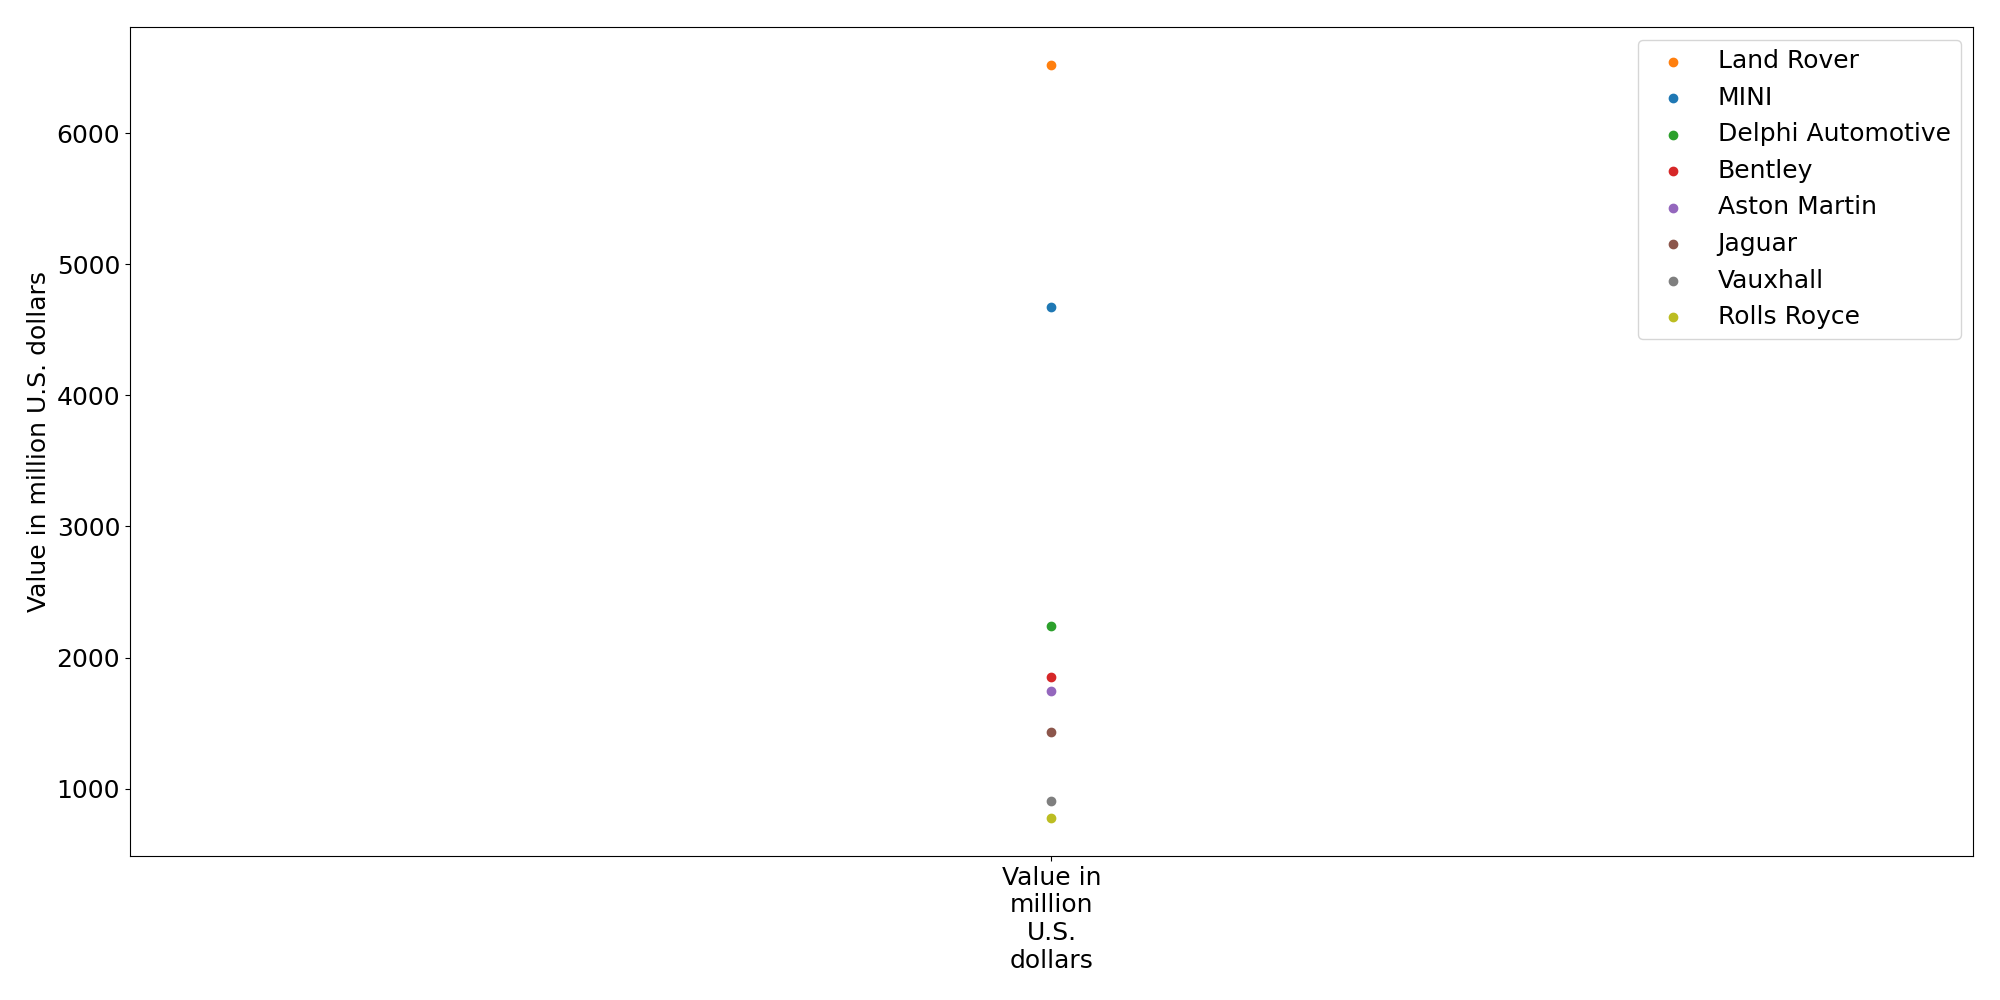 Value in million U.S. dollars
6000
5000
4000
3000
2000
1000
Land Rover
MINI
Delphi Automotive
Bentley
Aston Martin
Jaguar
Vauxhall
Rolls Royce
Value in
million
U.S.
dollars